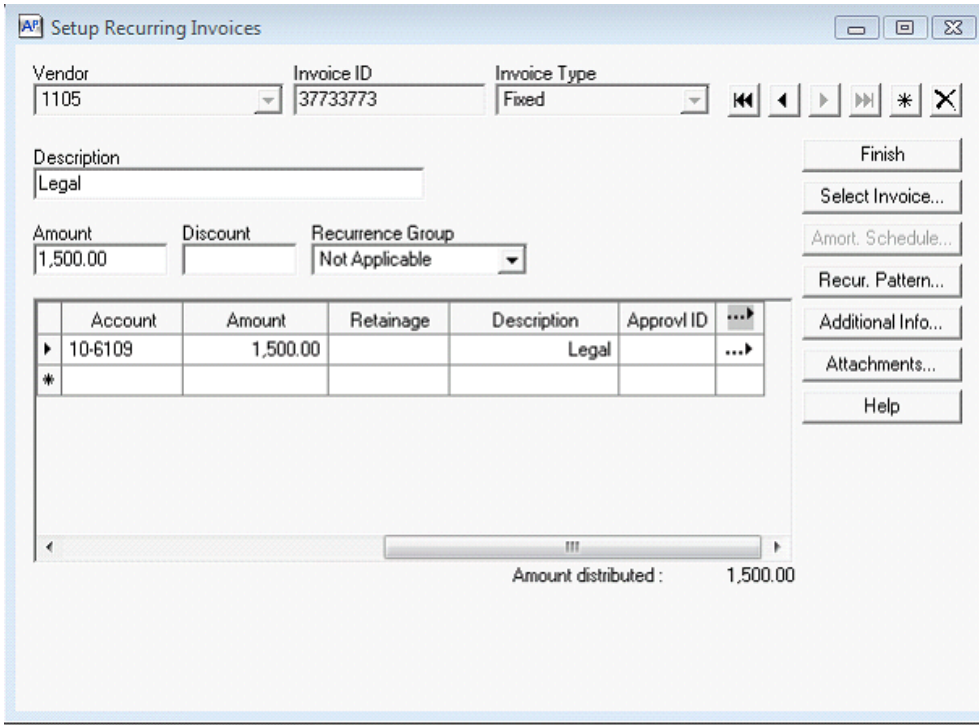 AP Setup Recurring Invoices
Vendor Invoice ID Invoice Type
1105 37733773 Fixed
Description
Legal
Amount Discount Recurrence Group
1,500.00 Not Applicable
Account Amount Retainage Description Approvl ID ...
10-6109 1,500.00 Legal ...
Amount distributed : 1,500.00
Finish
Select Invoice...
Amort. Schedule...
Recur. Pattern...
Additional Info...
Attachments...
Help